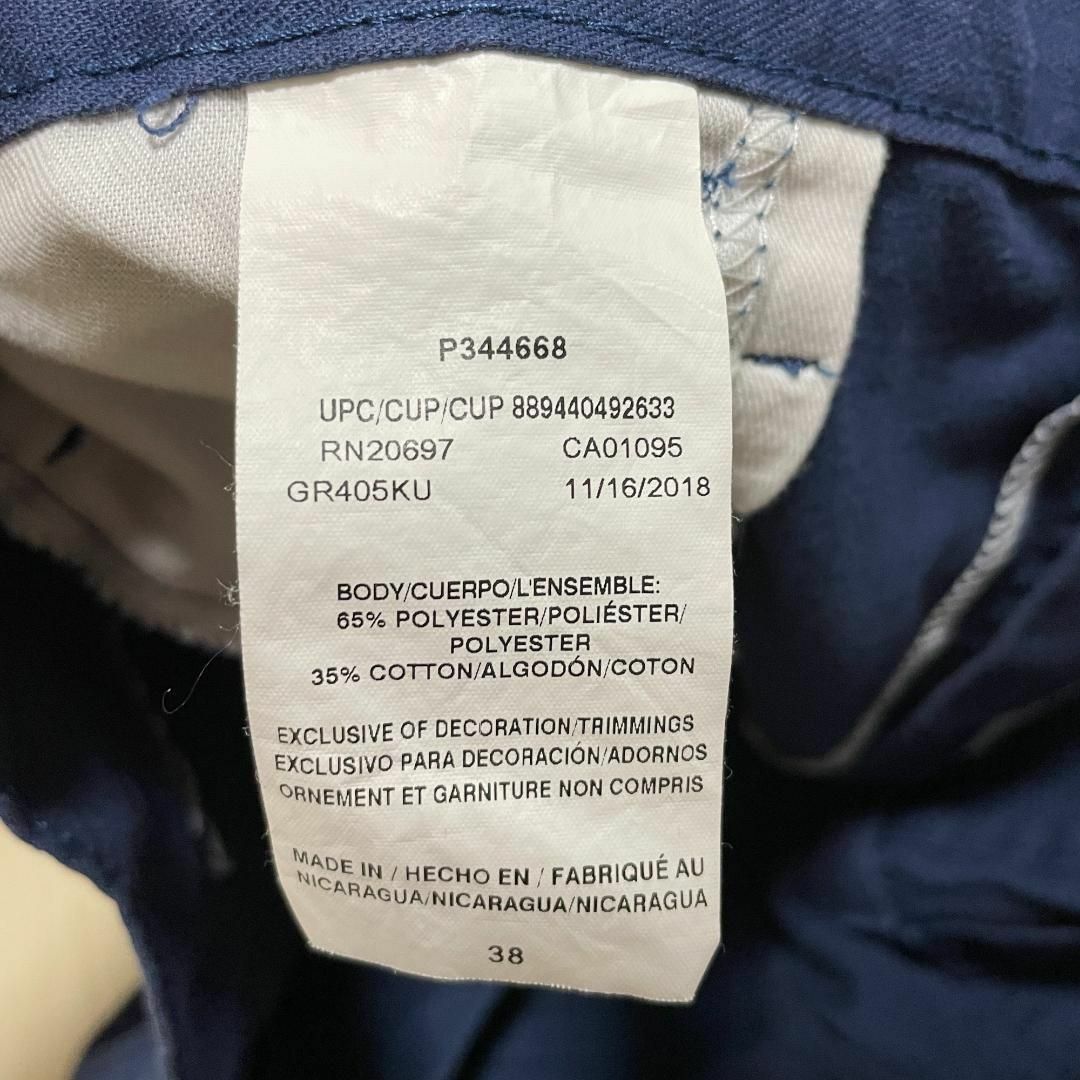 P344668
UPC/CUP/CUP 889440492633
RN20697 CA01095
GR405KU 11/16/2018
BODY/CUERPO/L'ENSEMBLE:
65% POLYESTER/POLIÉSTER/
POLYESTER
35% COTTON/ALGODÓN/COTON
EXCLUSIVE OF DECORATION/TRIMMINGS
EXCLUSIVO PARA DECORACIÓN/ADORNOS
ORNEMENT ET GARNITURE NON COMPRIS
MADE IN / HECHO EN / FABRIQUÉ AU
NICARAGUA/NICARAGUA/NICARAGUA
38